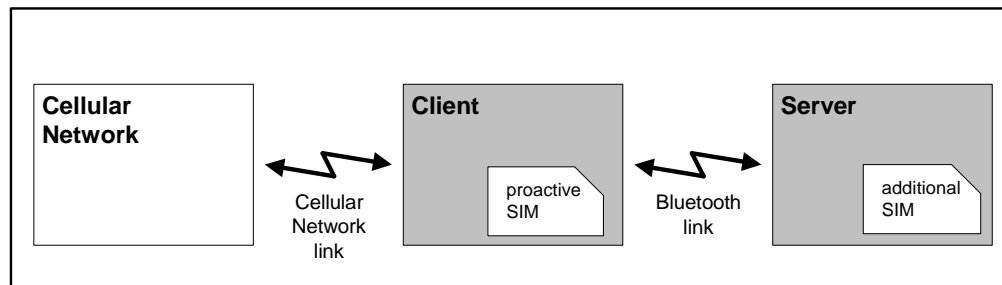 Cellular
Network
Client
Server
proactive
SIM
additional
SIM
Cellular
Network
link
Bluetooth
link